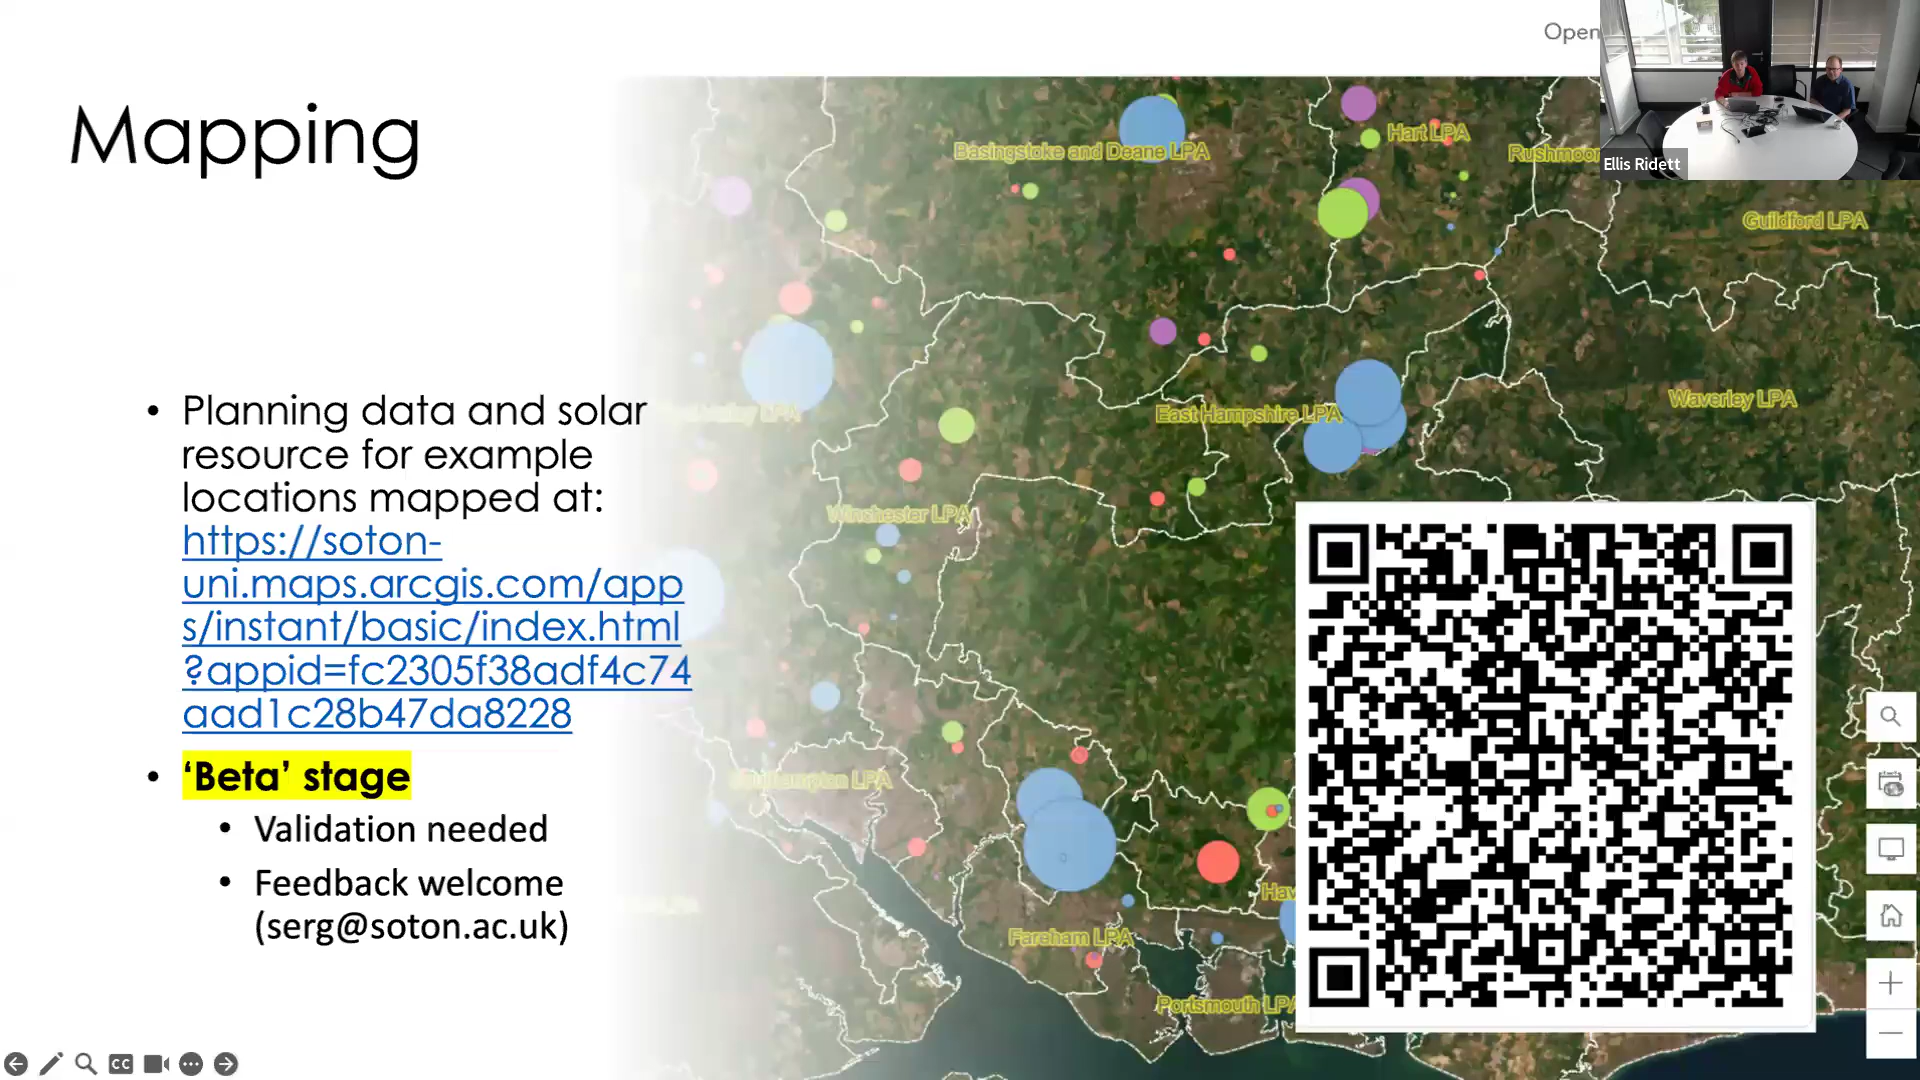 Open
Mapping
Basingstoke and Deane LPA
Hart LPA
Rushmoor
Ellis Ridett
Guildford LPA
East Hampshire LPA
Waverley LPA
Winchester LPA
• Planning data and solar
resource for example
locations mapped at:
https://soton-
uni.maps.arcgis.com/app
s/instant/basic/index.html
?appid=fc2305f38adf4c74
aad1c28b47da8228
• ‘Beta’ stage
• Validation needed
• Feedback welcome
(serg@soton.ac.uk)
Southampton LPA
Hav
Fareham LPA
Portsmouth LPA
CC